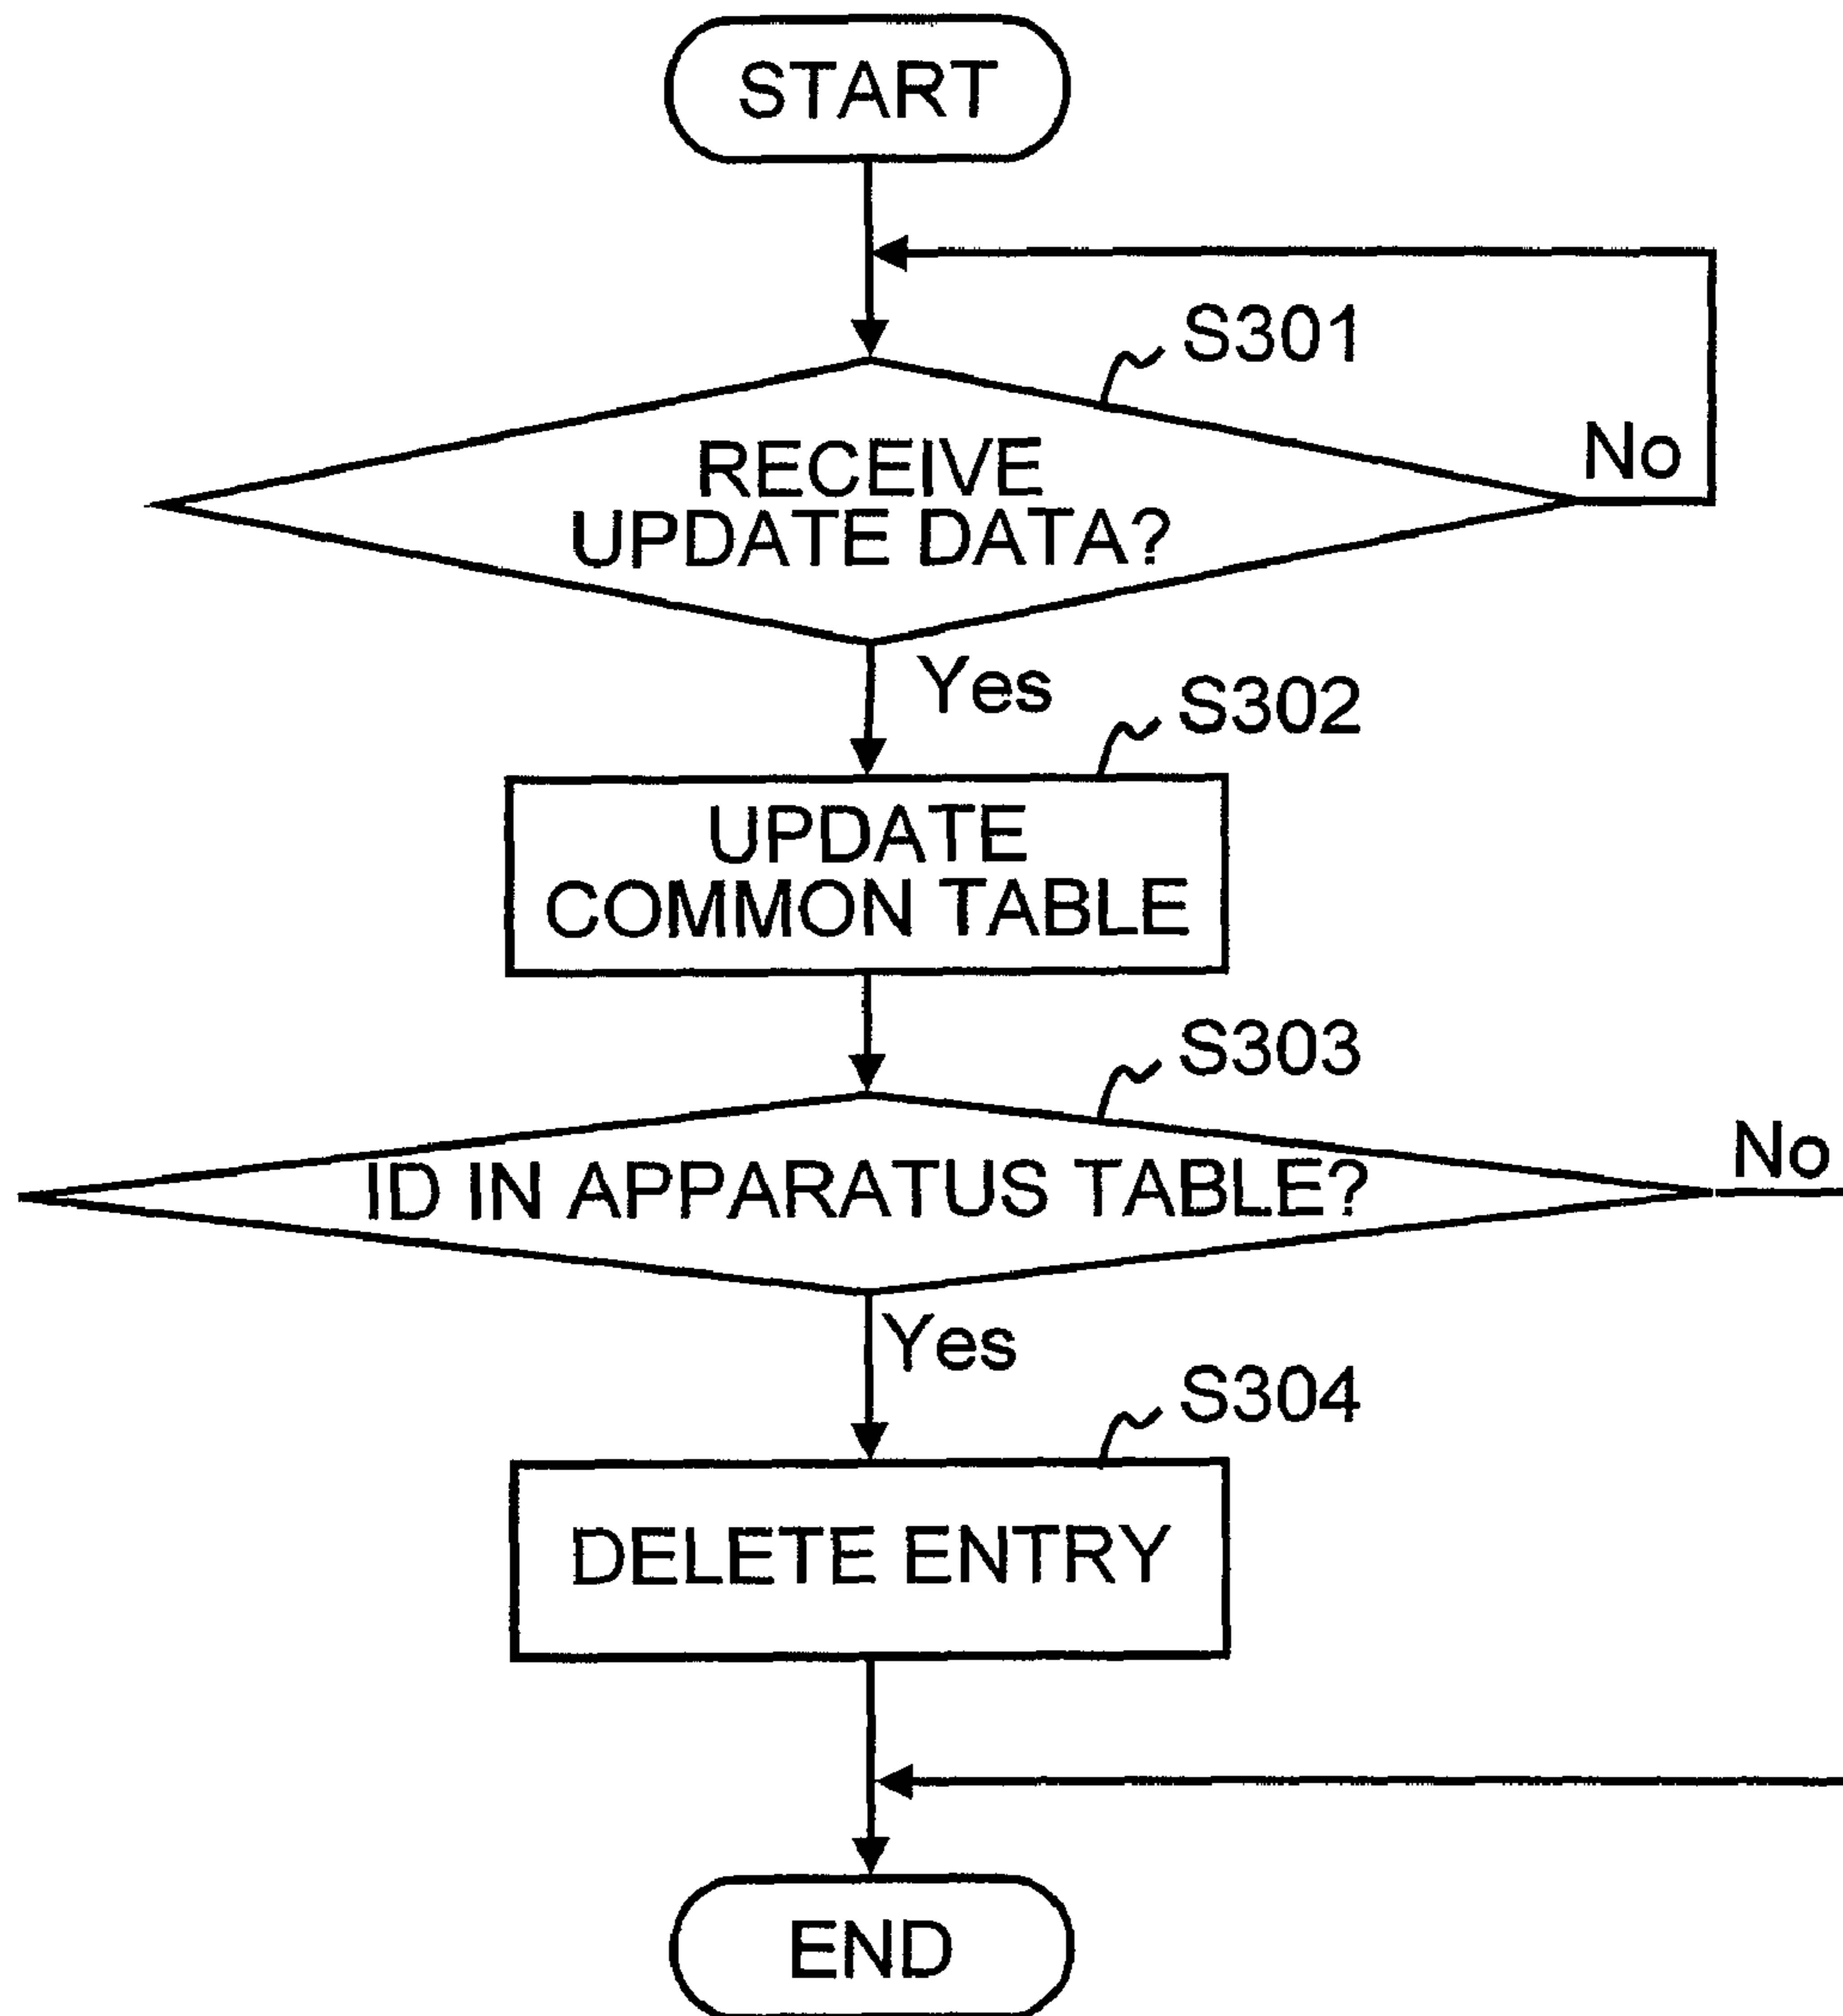 START
S301
RECEIVE
UPDATE DATA?
No
Yes
S302
UPDATE
COMMON TABLE
S303
ID IN APPARATUS TABLE?
No
Yes
S304
DELETE ENTRY
END